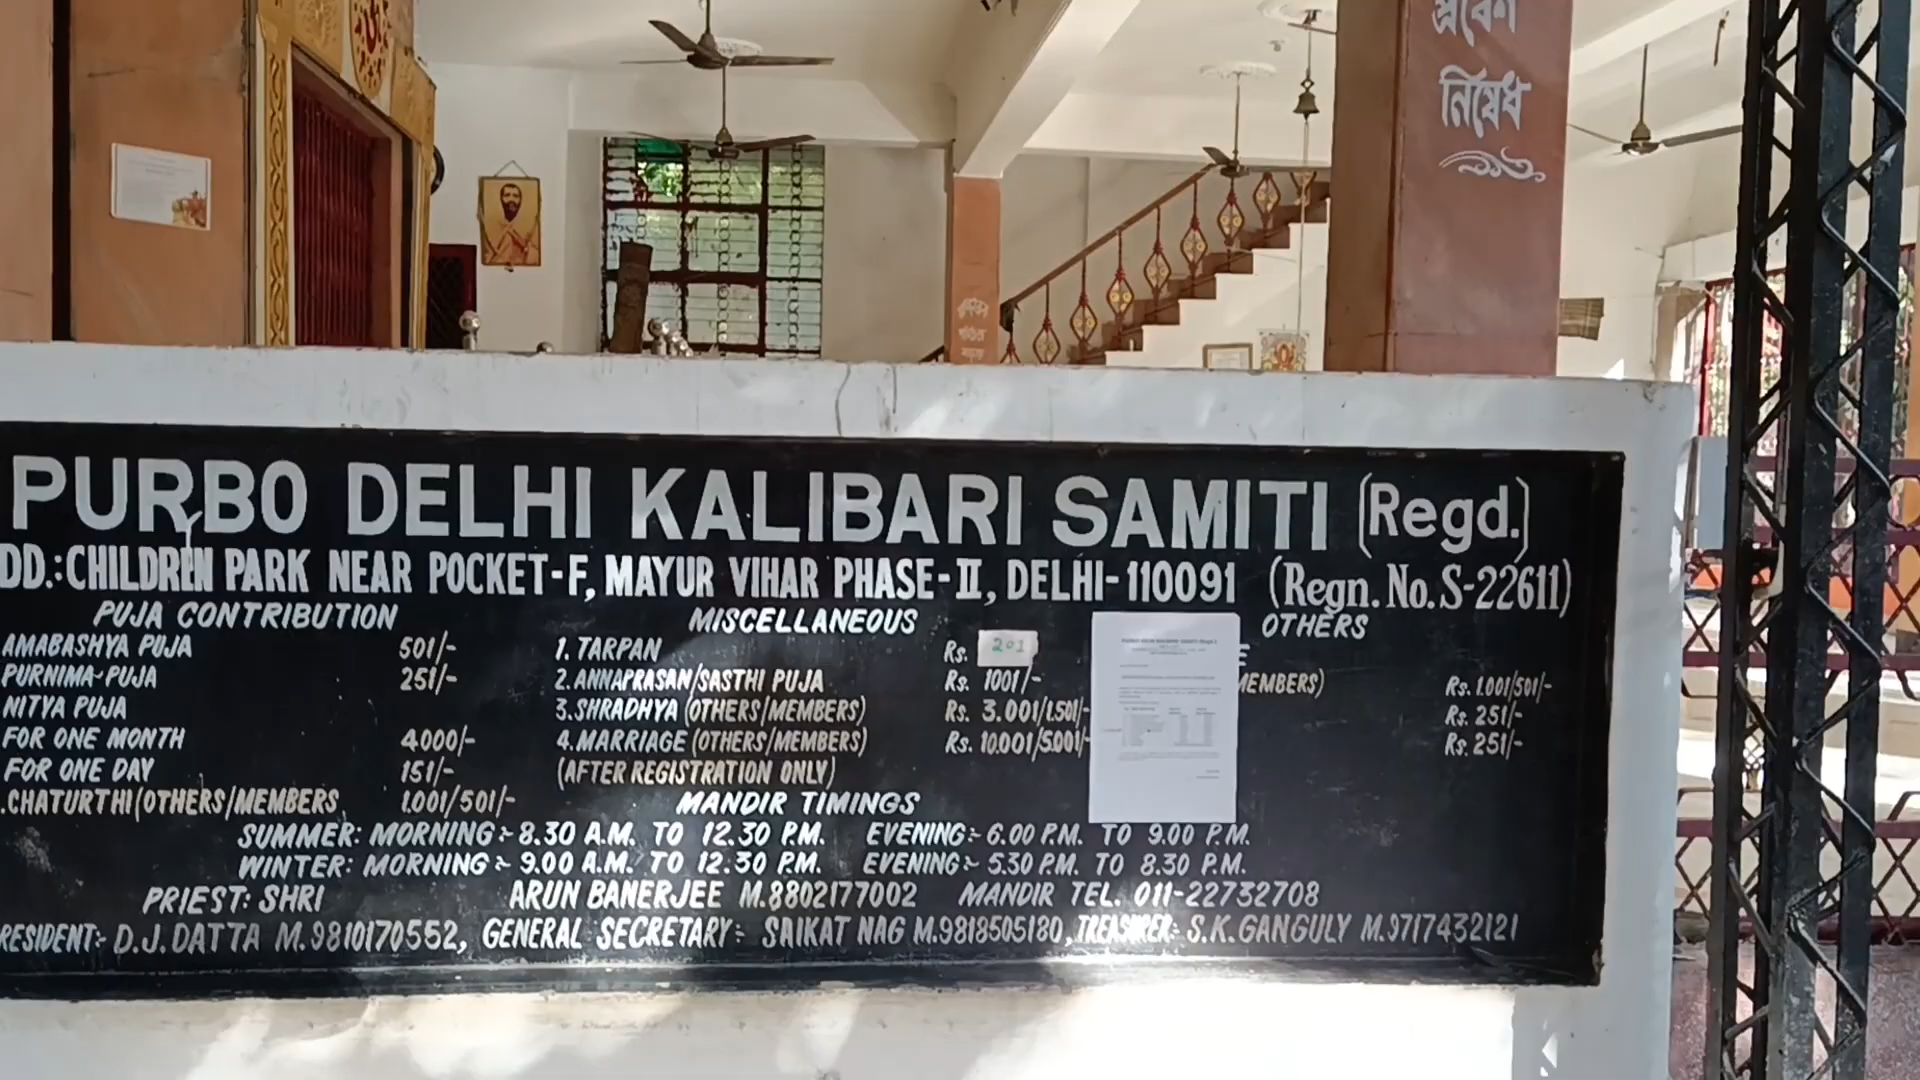 প্রবেশ
নিষেধ
PURBO DELHI KALIBARI SAMITI (Regd.)
DD.:CHILDREN PARK NEAR POCKET-F, MAYUR VIHAR PHASE-II, DELHI-110091 (Regn. No. S-22611)
PUJA CONTRIBUTION MISCELLANEOUS OTHERS
AMABASHYA PUJA 501/- 1. TARPAN Rs. 201
PURNIMA PUJA 251/- 2. ANNAPRASAN/SASTHI PUJA Rs. 1001/- EMBERS) Rs. 1.001/501/-
NITYA PUJA 3. SHRADHYA (OTHERS/MEMBERS) Rs. 3.001/1.501/- Rs. 251/-
FOR ONE MONTH 4000/- 4. MARRIAGE (OTHERS/MEMBERS) Rs. 10.001/5.001/- Rs. 251/-
FOR ONE DAY 151/- (AFTER REGISTRATION ONLY)
.CHATURTHI(OTHERS/MEMBERS 1.001/501/- MANDIR TIMINGS
SUMMER: MORNING:- 8.30 A.M. TO 12.30 P.M. EVENING:- 6.00 P.M. TO 9.00 P.M.
WINTER: MORNING:- 9.00 A.M. TO 12.30 P.M. EVENING:- 5.30 P.M. TO 8.30 P.M.
PRIEST: SHRI ARUN BANERJEE M.8802177002 MANDIR TEL. 011-22732708
RESIDENT:- D.J. DATTA M.9810170552, GENERAL SECRETARY:- SAIKAT NAG M.9818505180, TREASURER:- S.K. GANGULY M.9717432121